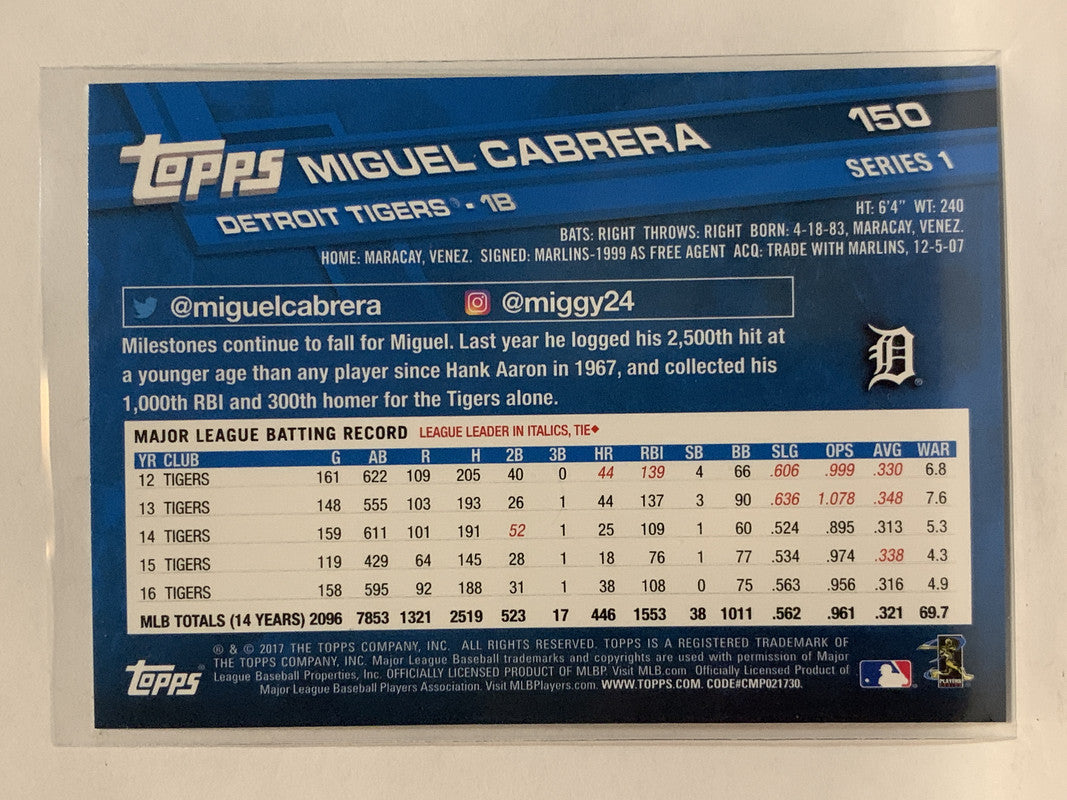 150
TOPPS MIGUEL CABRERA
SERIES 1
DETROIT TIGERS® - 1B
HT: 6'4" WT: 240
BATS: RIGHT THROWS: RIGHT BORN: 4-18-83, MARACAY, VENEZ.
HOME: MARACAY, VENEZ. SIGNED: MARLINS-1999 AS FREE AGENT ACQ: TRADE WITH MARLINS, 12-5-07
@miguelcabrera @miggy24
Milestones continue to fall for Miguel. Last year he logged his 2,500th hit at
a younger age than any player since Hank Aaron in 1967, and collected his
1,000th RBI and 300th homer for the Tigers alone.
D
MAJOR LEAGUE BATTING RECORD LEAGUE LEADER IN ITALICS, TIE◆
YR CLUB G AB R H 2B 3B HR RBI SB BB SLG OPS AVG WAR
12 TIGERS 161 622 109 205 40 0 44 139 4 66 .606 .999 .330 6.8
13 TIGERS 148 555 103 193 26 1 44 137 3 90 .636 1.078 .348 7.6
14 TIGERS 159 611 101 191 52 1 25 109 1 60 .524 .895 .313 5.3
15 TIGERS 119 429 64 145 28 1 18 76 1 77 .534 .974 .338 4.3
16 TIGERS 158 595 92 188 31 1 38 108 0 75 .563 .956 .316 4.9
MLB TOTALS (14 YEARS) 2096 7853 1321 2519 523 17 446 1553 38 1011 .562 .961 .321 69.7
® & © 2017 THE TOPPS COMPANY, INC. ALL RIGHTS RESERVED. TOPPS IS A REGISTERED TRADEMARK OF
THE TOPPS COMPANY, INC. Major League Baseball trademarks and copyrights are used with permission of Major
League Baseball Properties, Inc. OFFICIALLY LICENSED PRODUCT OF MLBP. Visit MLB.com. Officially Licensed Product of
Major League Baseball Players Association. Visit MLBPlayers.com. WWW.TOPPS.COM. CODE#CMP021730.
TOPPS®
PLAYERS